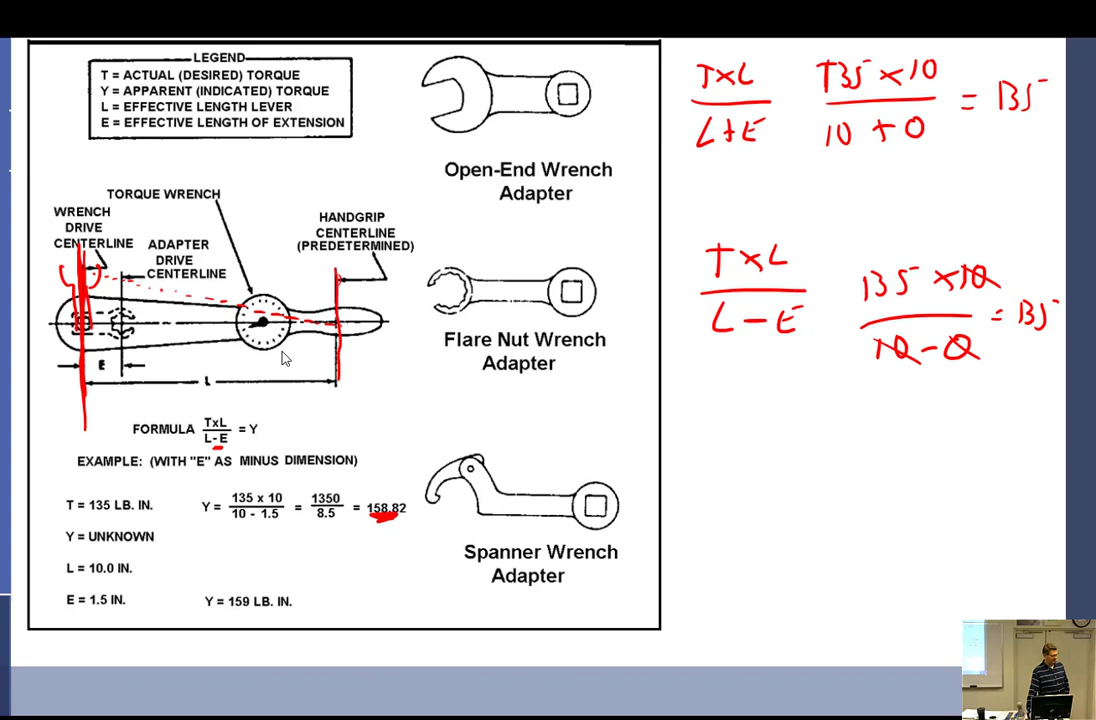 LEGEND
T = ACTUAL (DESIRED) TORQUE
Y = APPARENT (INDICATED) TORQUE
L = EFFECTIVE LENGTH LEVER
E = EFFECTIVE LENGTH OF EXTENSION
TORQUE WRENCH
WRENCH
DRIVE
CENTERLINE
ADAPTER
DRIVE
CENTERLINE
HANDGRIP
CENTERLINE
(PREDETERMINED)
E
L
FORMULA TxL / L-E = Y
EXAMPLE: (WITH "E" AS MINUS DIMENSION)
T = 135 LB. IN.
Y = 135 x 10 / 10 - 1.5 = 1350 / 8.5 = 158.82
Y = UNKNOWN
L = 10.0 IN.
E = 1.5 IN.
Y = 159 LB. IN.
Open-End Wrench
Adapter
Flare Nut Wrench
Adapter
Spanner Wrench
Adapter
TxL / L+E
135 x 10 / 10 + 0 = 135
TxL / L-E
135 x 10 / 10 - 0 = 135